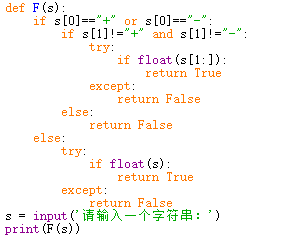 def F(s):
    if s[0]=="+" or s[0]=="-":
        if s[1]!="+" and s[1]!="-":
            try:
                if float(s[1:]):
                    return True
            except:
                return False
        else:
            return False
    else:
        try:
            if float(s):
                return True
        except:
            return False
s = input('请输入一个字符串：')
print(F(s))